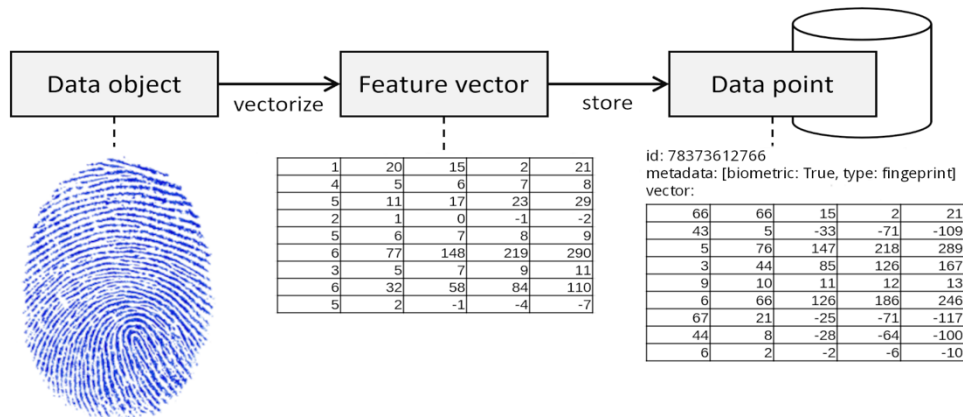 Data object
vectorize
Feature vector
store
Data point
1 20 15 2 21
4 5 6 7 8
5 11 17 23 29
2 1 0 -1 -2
5 6 7 8 9
6 77 148 219 290
3 5 7 9 11
6 32 58 84 110
5 2 -1 -4 -7
id: 78373612766
metadata: [biometric: True, type: fingeprint]
vector:
66 66 15 2 21
43 5 -33 -71 -109
5 76 147 218 289
3 44 85 126 167
9 10 11 12 13
6 66 126 186 246
67 21 -25 -71 -117
44 8 -28 -64 -100
6 2 -2 -6 -10